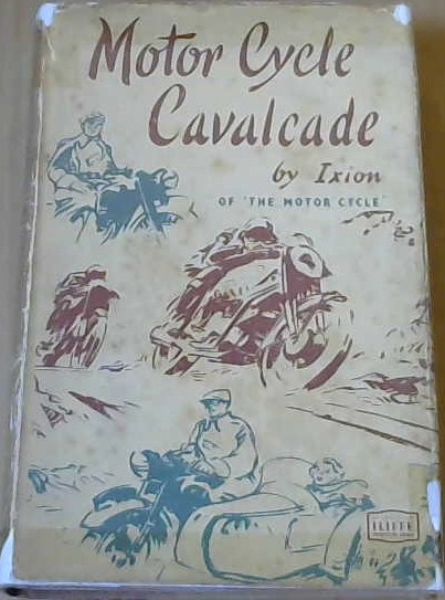 Motor Cycle
Cavalcade
by Ixion
OF 'THE MOTOR CYCLE'
ILIFFE